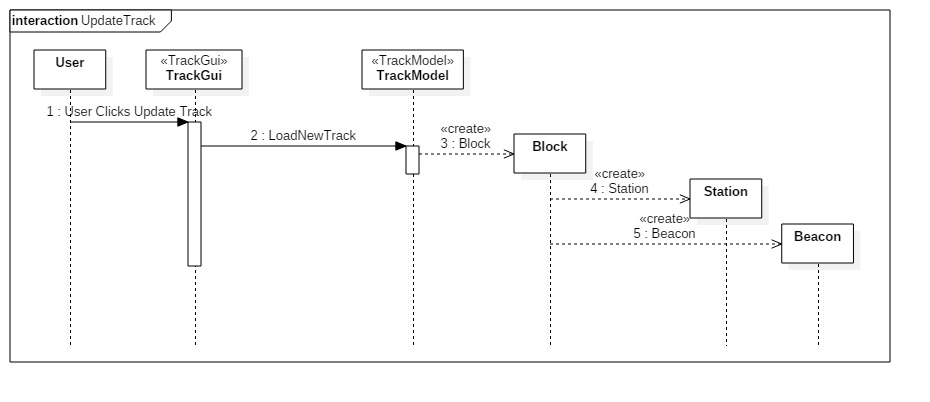 interaction UpdateTrack
User
«TrackGui»
TrackGui
«TrackModel»
TrackModel
1 : User Clicks Update Track
2 : LoadNewTrack
«create»
3 : Block
Block
«create»
4 : Station
Station
«create»
5 : Beacon
Beacon